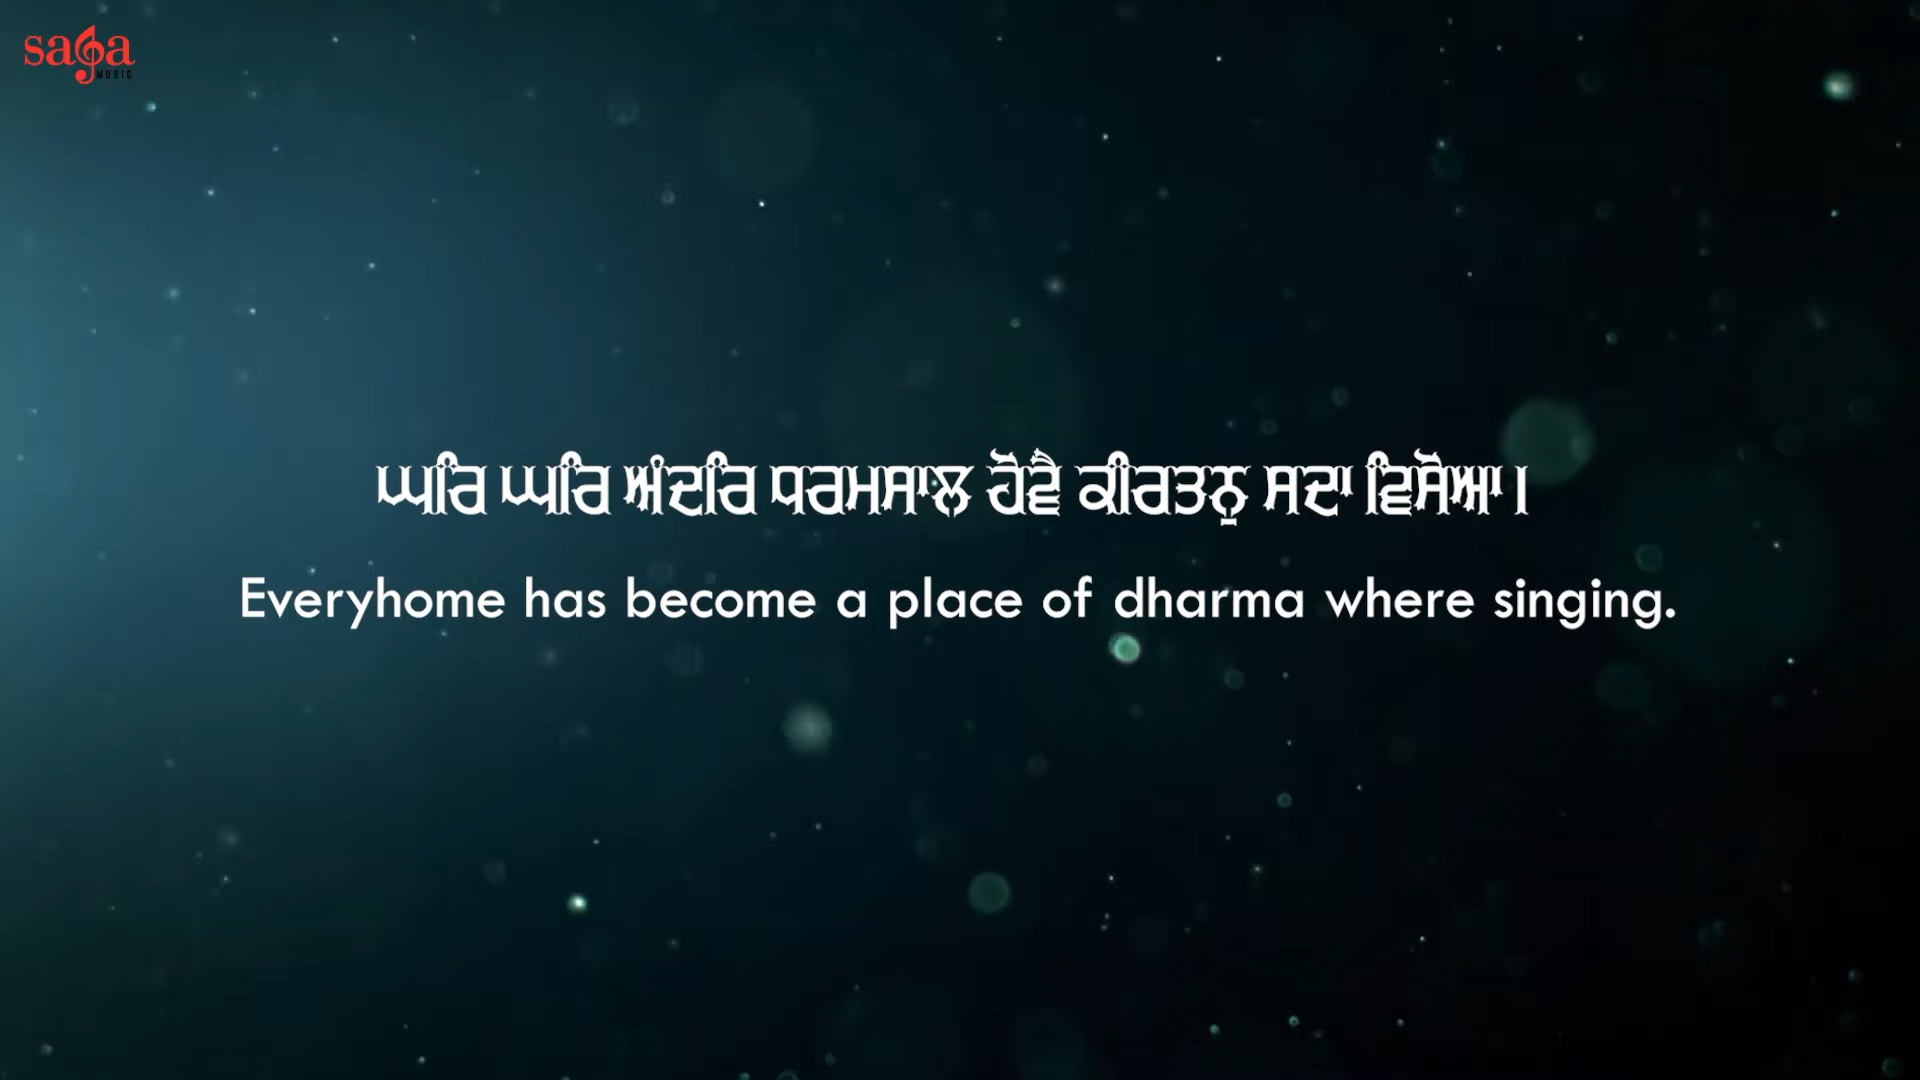 saga
MUSIC
ਘਰਿ ਘਰਿ ਅੰਦਰਿ ਧਰਮਸਾਲ ਹੋਵੈ ਕੀਰਤਨੁ ਸਦਾ ਵਿਸੋਆ।
Everyhome has become a place of dharma where singing.